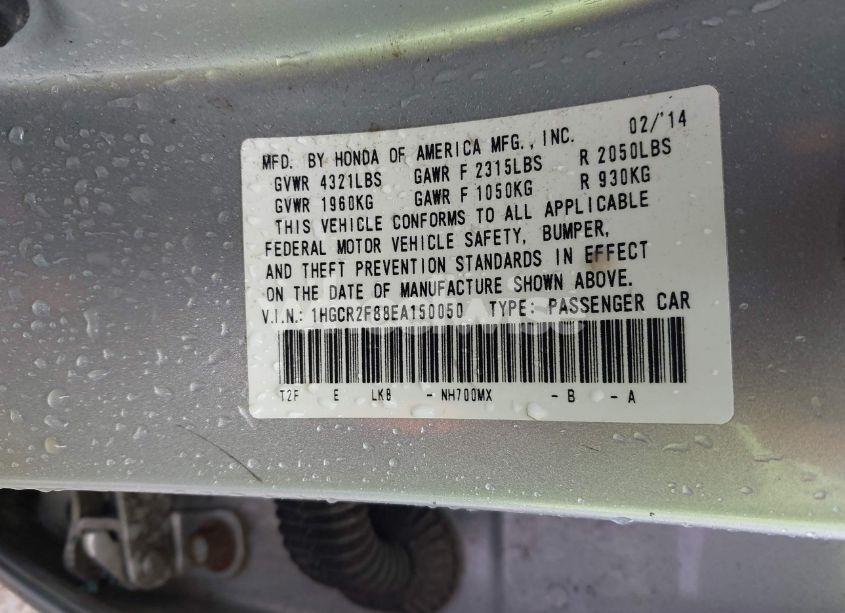 MFD. BY HONDA OF AMERICA MFG., INC. 02/'14
GVWR 4321LBS GAWR F 2315LBS R 2050LBS
GVWR 1960KG GAWR F 1050KG R 930KG
THIS VEHICLE CONFORMS TO ALL APPLICABLE
FEDERAL MOTOR VEHICLE SAFETY, BUMPER,
AND THEFT PREVENTION STANDARDS IN EFFECT
ON THE DATE OF MANUFACTURE SHOWN ABOVE.
V.I.N.: 1HGCR2F88EA150050 TYPE: PASSENGER CAR
T2F E LKB - NH700MX - B - A